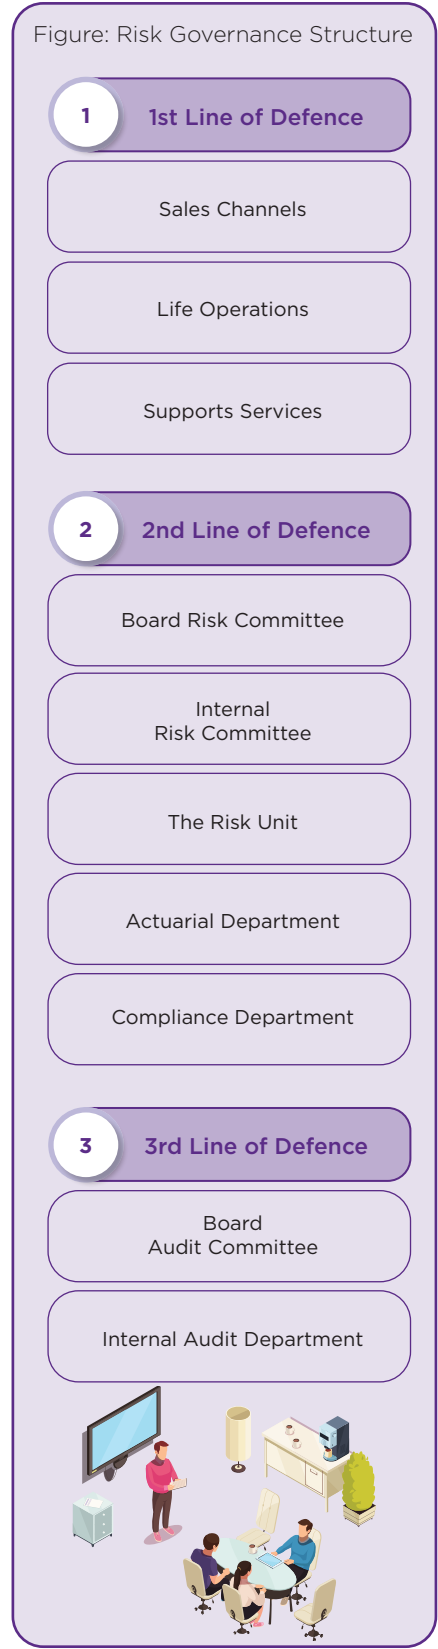 Figure: Risk Governance Structure
1
1st Line of Defence
Sales Channels
Life Operations
Supports Services
2
2nd Line of Defence
Board Risk Committee
Internal
Risk Committee
The Risk Unit
Actuarial Department
Compliance Department
3
3rd Line of Defence
Board
Audit Committee
Internal Audit Department